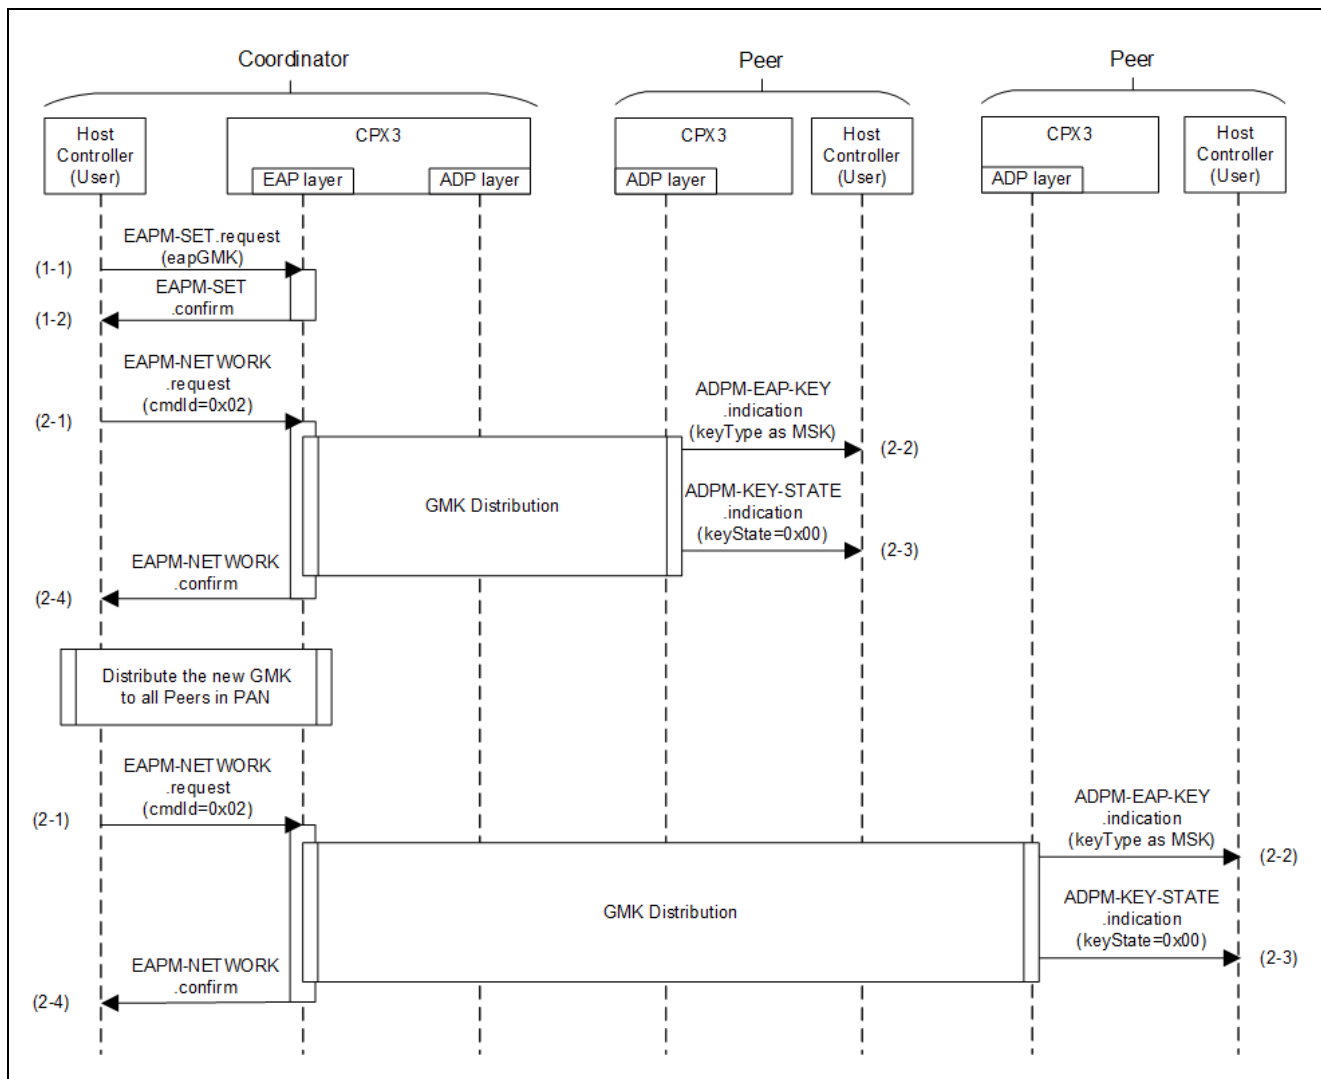 Coordinator
Peer
Peer
Host
Controller
(User)
CPX3
EAP layer
ADP layer
CPX3
ADP layer
Host
Controller
(User)
CPX3
ADP layer
Host
Controller
(User)
EAPM-SET.request
(eapGMK)
(1-1)
EAPM-SET
.confirm
(1-2)
EAPM-NETWORK
.request
(cmdId=0x02)
(2-1)
ADPM-EAP-KEY
.indication
(keyType as MSK)
(2-2)
GMK Distribution
ADPM-KEY-STATE
.indication
(keyState=0x00)
(2-3)
EAPM-NETWORK
.confirm
(2-4)
Distribute the new GMK
to all Peers in PAN
EAPM-NETWORK
.request
(cmdId=0x02)
(2-1)
ADPM-EAP-KEY
.indication
(keyType as MSK)
(2-2)
GMK Distribution
ADPM-KEY-STATE
.indication
(keyState=0x00)
(2-3)
EAPM-NETWORK
.confirm
(2-4)